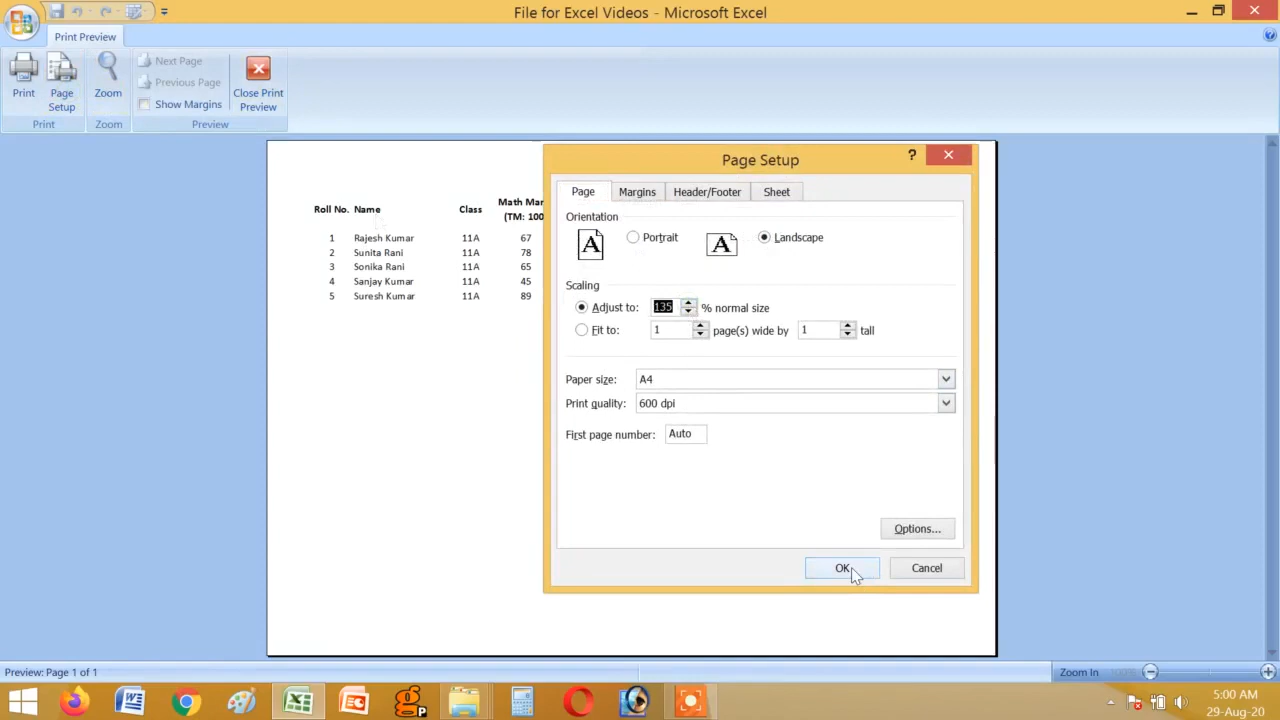 File for Excel Videos - Microsoft Excel
Print Preview
Print
Page Setup
Zoom
Next Page
Previous Page
Show Margins
Close Print Preview
Print
Zoom
Preview
Roll No. Name Class Math Mar
(TM: 100
1 Rajesh Kumar 11A 67
2 Sunita Rani 11A 78
3 Sonika Rani 11A 65
4 Sanjay Kumar 11A 45
5 Suresh Kumar 11A 89
Page Setup
?
Page Margins Header/Footer Sheet
Orientation
A Portrait A Landscape
Scaling
Adjust to: 135 % normal size
Fit to: 1 page(s) wide by 1 tall
Paper size: A4
Print quality: 600 dpi
First page number: Auto
Options...
OK Cancel
Preview: Page 1 of 1
Zoom In 100%
5:00 AM
29-Aug-20